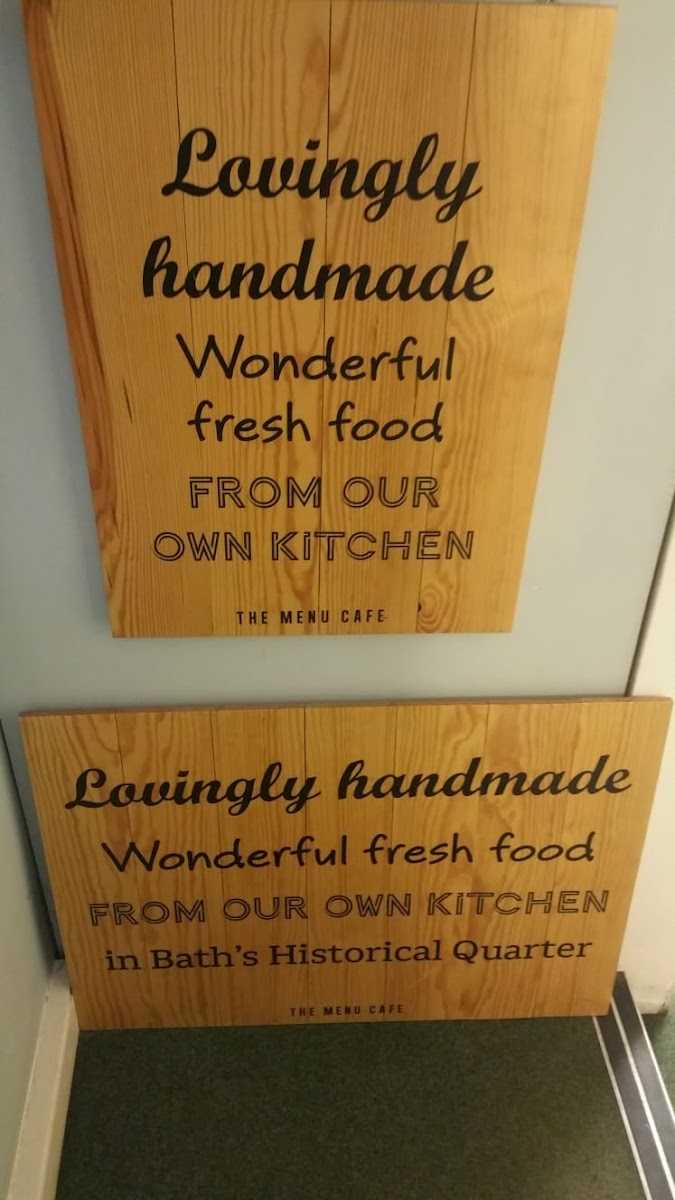 Lovingly
handmade
Wonderful
fresh food
FROM OUR
OWN KiTCHEN
THE MENU CAFE
Lovingly handmade
Wonderful fresh food
FROM OUR OWN KiTCHEN
in Bath's Historical Quarter
THE MENU CAFE